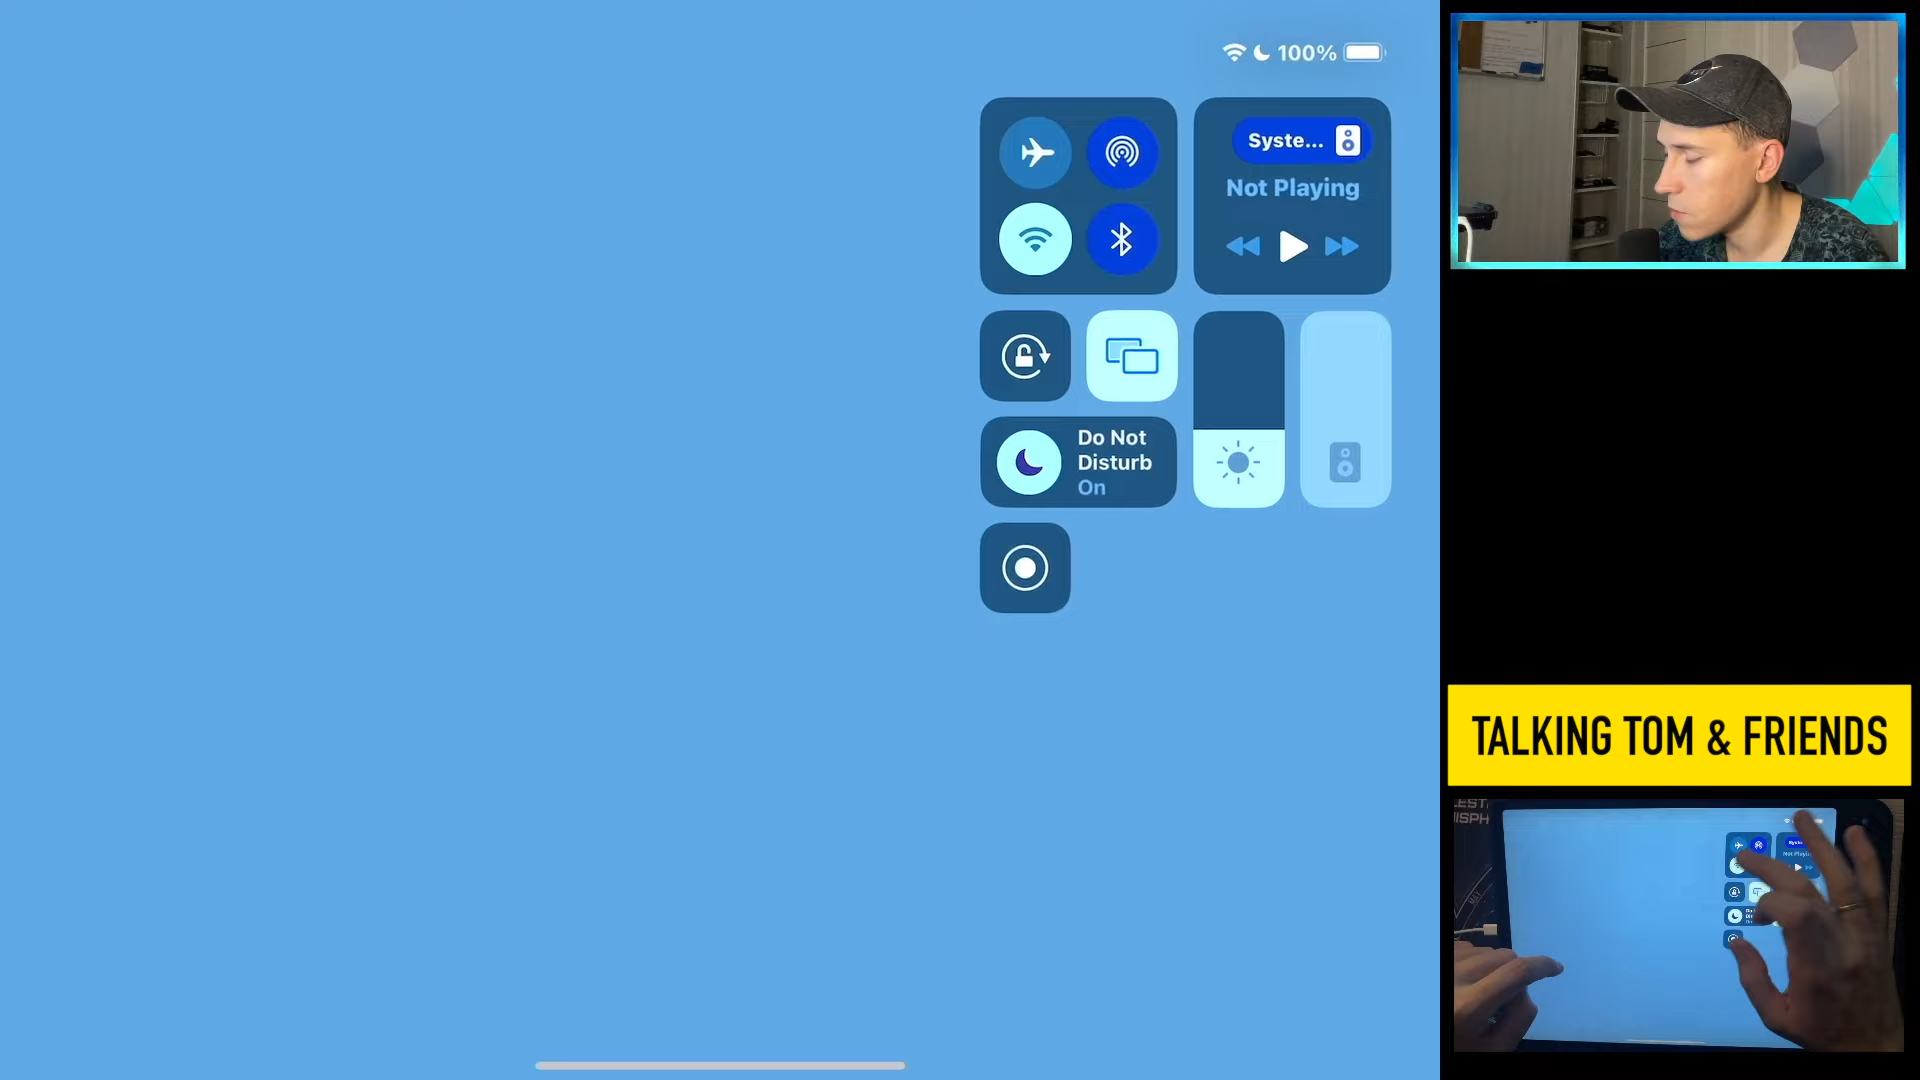 100%
Syste...
Not Playing
Do Not
Disturb
On
TALKING TOM & FRIENDS